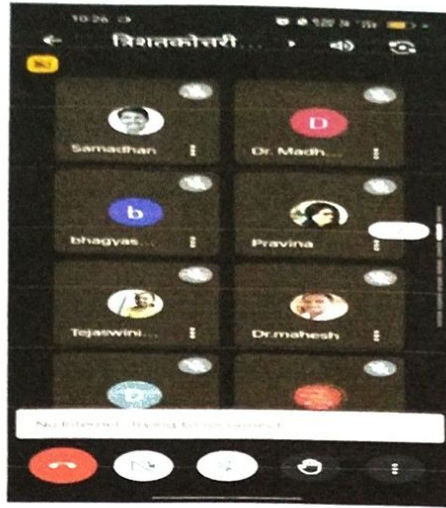 10:26
त्रिशतकोत्तरी...
Samadhan
D
Dr. Madh...
b
bhagyas...
Pravina
Tejaswini...
Dr.mahesh
No Internet. Trying to reconnect